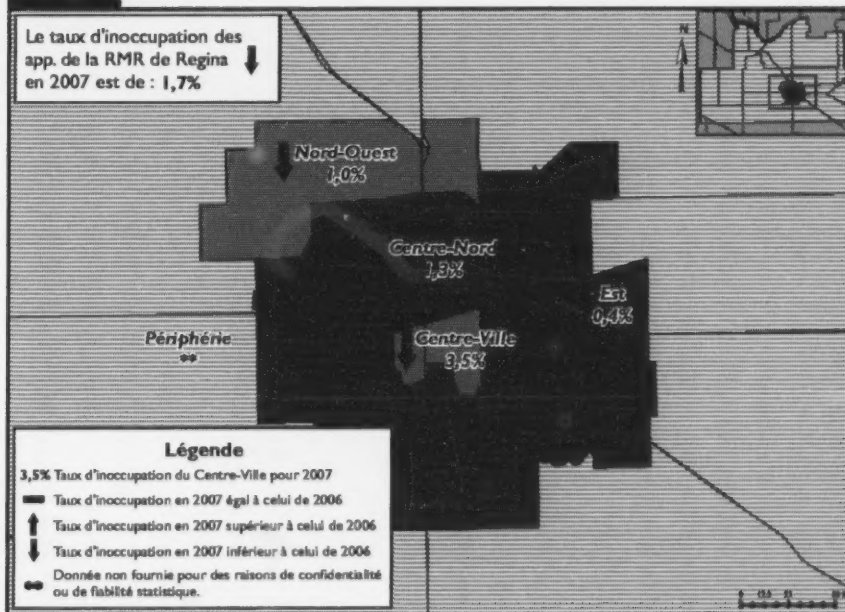 Le taux d'inoccupation des
app. de la RMR de Regina
en 2007 est de : 1,7%
N
Nord-Ouest
1,0%
Centre-Nord
1,3%
Est
0,4%
Périphérie
**
Centre-Ville
3,5%
Légende
3,5% Taux d'inoccupation du Centre-Ville pour 2007
Taux d'inoccupation en 2007 égal à celui de 2006
Taux d'inoccupation en 2007 supérieur à celui de 2006
Taux d'inoccupation en 2007 inférieur à celui de 2006
** Donnée non fournie pour des raisons de confidentialité
ou de fiabilité statistique.